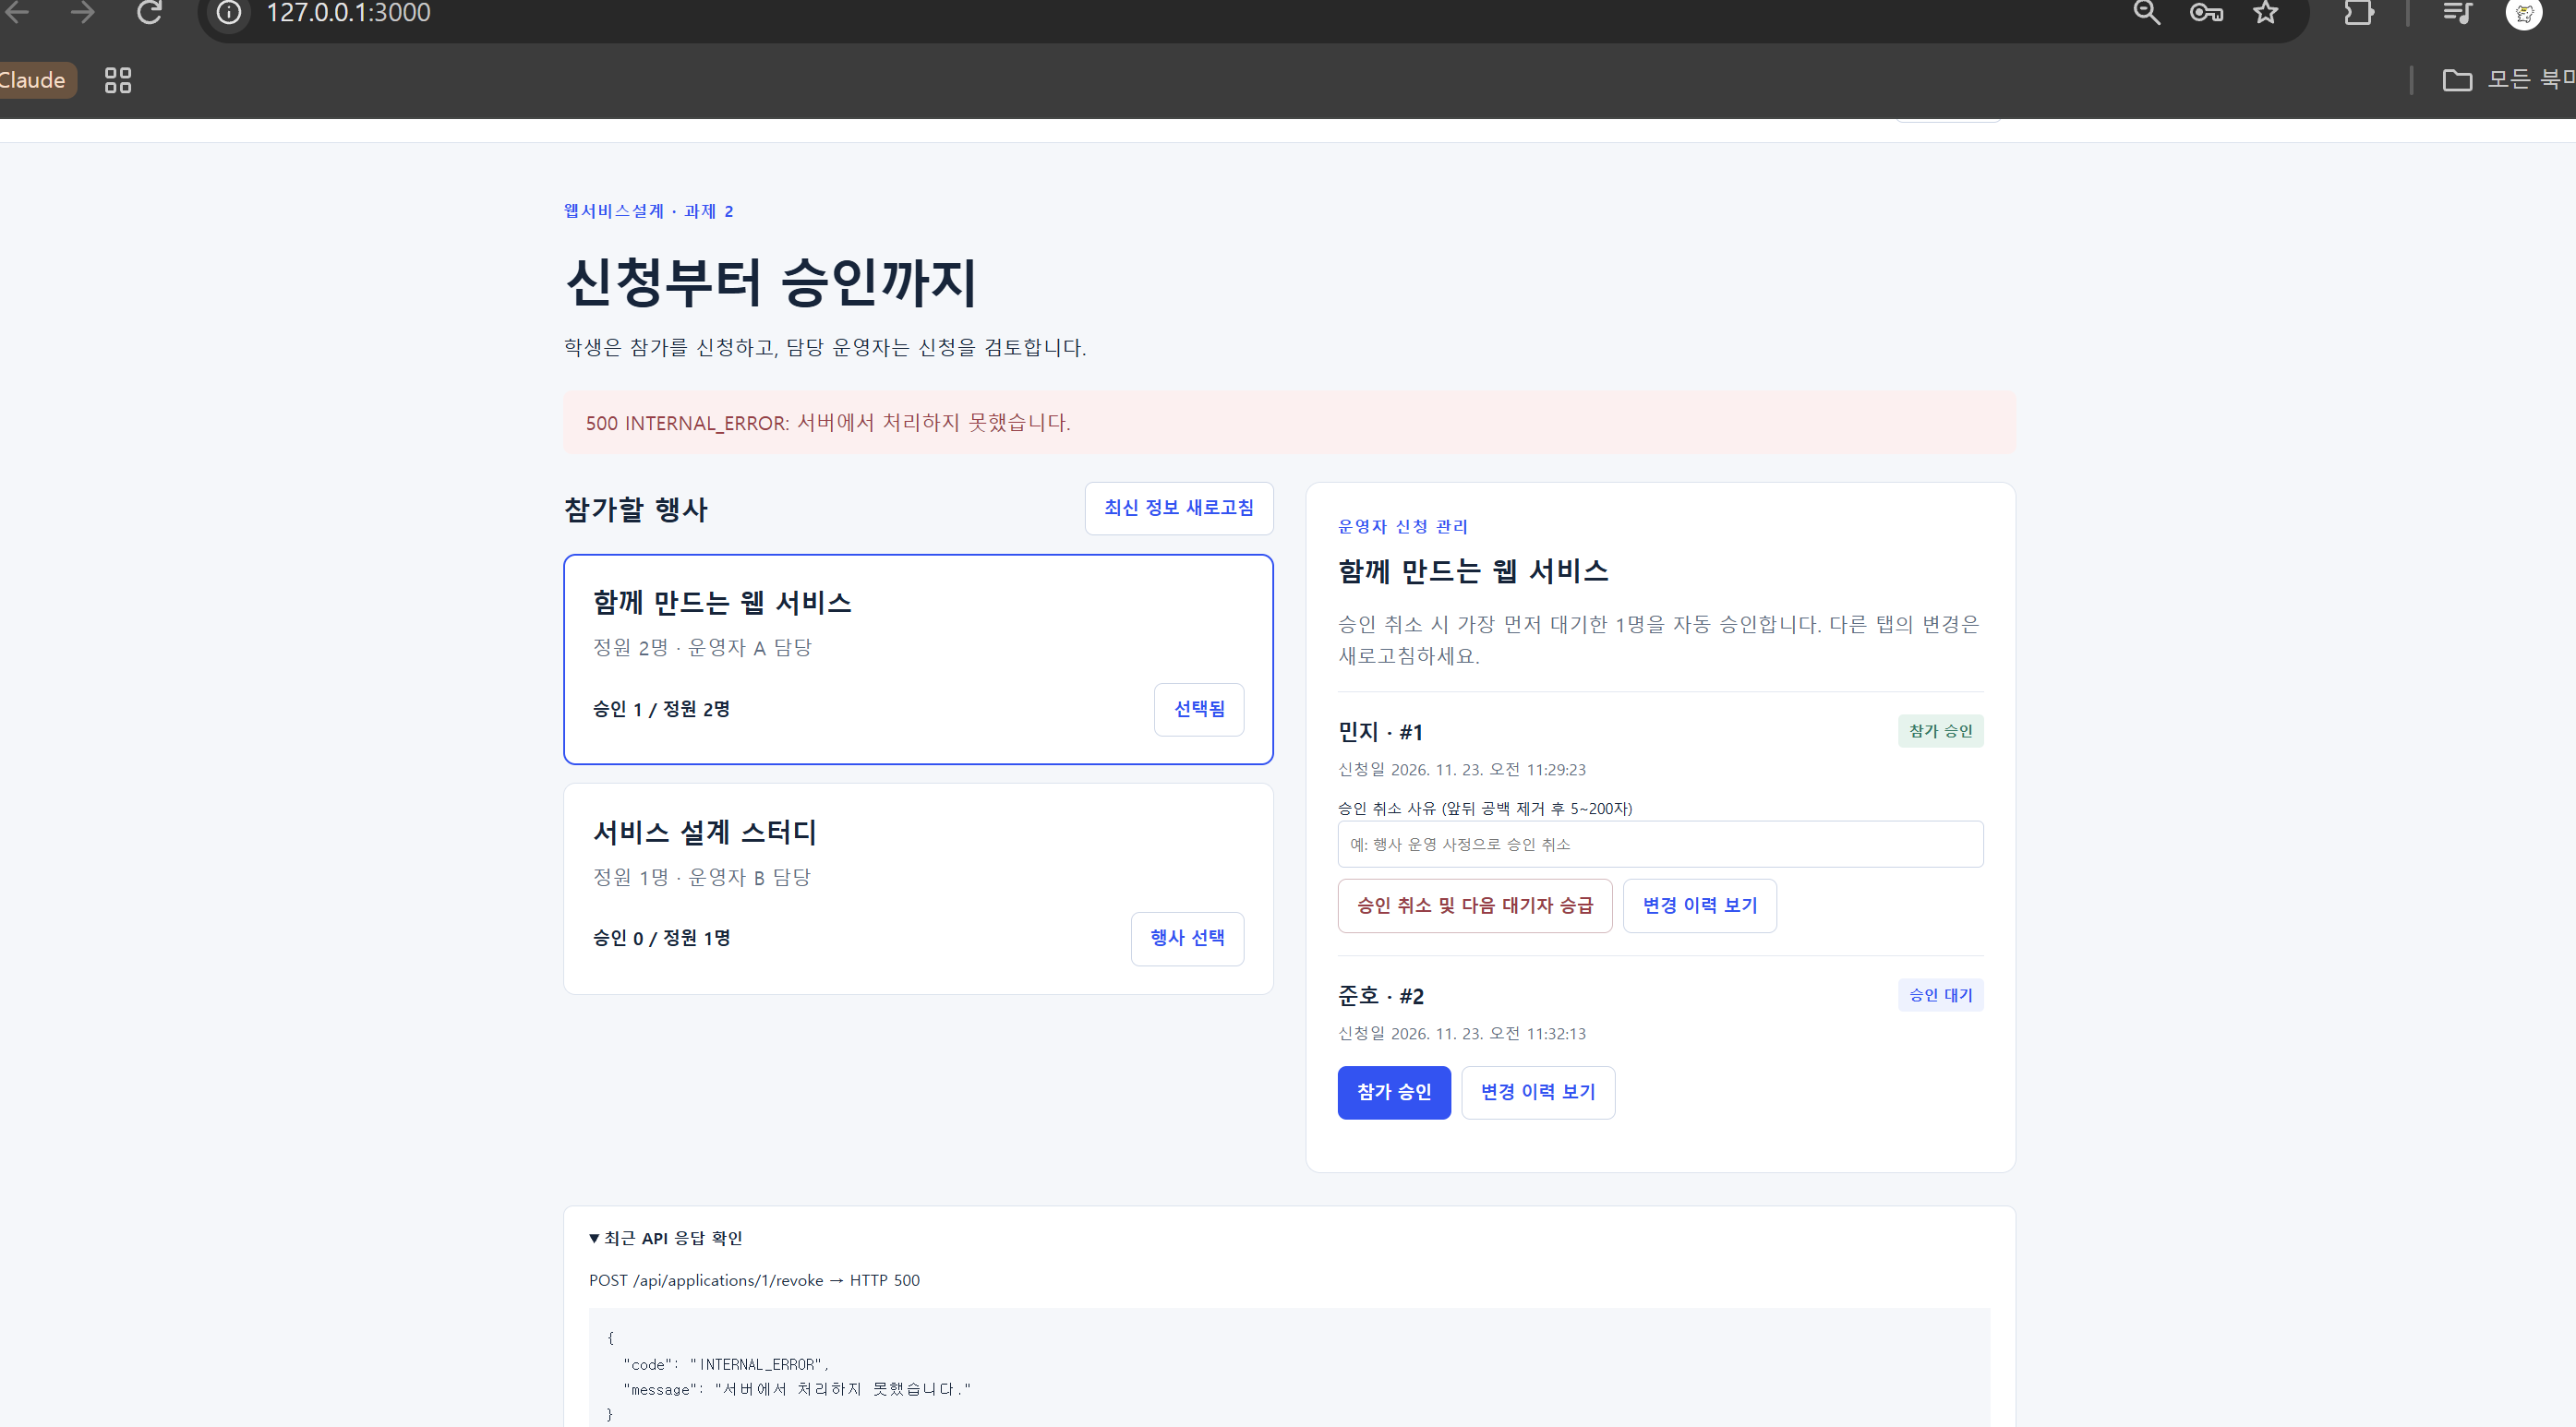 127.0.0.1:3000
Claude
모든 북마
웹서비스설계 · 과제 2
신청부터 승인까지
학생은 참가를 신청하고, 담당 운영자는 신청을 검토합니다.
500 INTERNAL_ERROR: 서버에서 처리하지 못했습니다.
참가할 행사
최신 정보 새로고침
함께 만드는 웹 서비스
정원 2명 · 운영자 A 담당
승인 1 / 정원 2명
선택됨
서비스 설계 스터디
정원 1명 · 운영자 B 담당
승인 0 / 정원 1명
행사 선택
운영자 신청 관리
함께 만드는 웹 서비스
승인 취소 시 가장 먼저 대기한 1명을 자동 승인합니다. 다른 탭의 변경은
새로고침하세요.
민지 · #1
참가 승인
신청일 2026. 11. 23. 오전 11:29:23
승인 취소 사유 (앞뒤 공백 제거 후 5~200자)
예: 행사 운영 사정으로 승인 취소
승인 취소 및 다음 대기자 승급
변경 이력 보기
준호 · #2
승인 대기
신청일 2026. 11. 23. 오전 11:32:13
참가 승인
변경 이력 보기
▼ 최근 API 응답 확인
POST /api/applications/1/revoke → HTTP 500
{
"code": "INTERNAL_ERROR",
"message": "서버에서 처리하지 못했습니다."
}